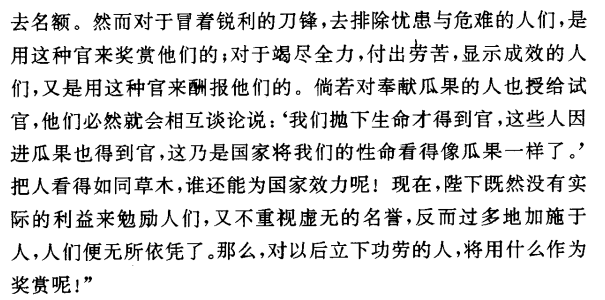 去名额。然而对于冒着锐利的刀锋,去排除忧患与危难的人们,是
用这种官来奖赏他们的;对于竭尽全力,付出劳苦,显示成效的人
们,又是用这种官来酬报他们的。倘若对奉献瓜果的人也授给试
官,他们必然就会相互谈论说:‘我们抛下生命才得到官,这些人因
进瓜果也得到官,这乃是国家将我们的性命看得像瓜果一样了。’
把人看得如同草木,谁还能为国家效力呢!现在,陛下既然没有实
际的利益来勉励人们,又不重视虚无的名誉,反而过多地加施于
人,人们便无所依凭了。那么,对以后立下功劳的人,将用什么作为
奖赏呢!”